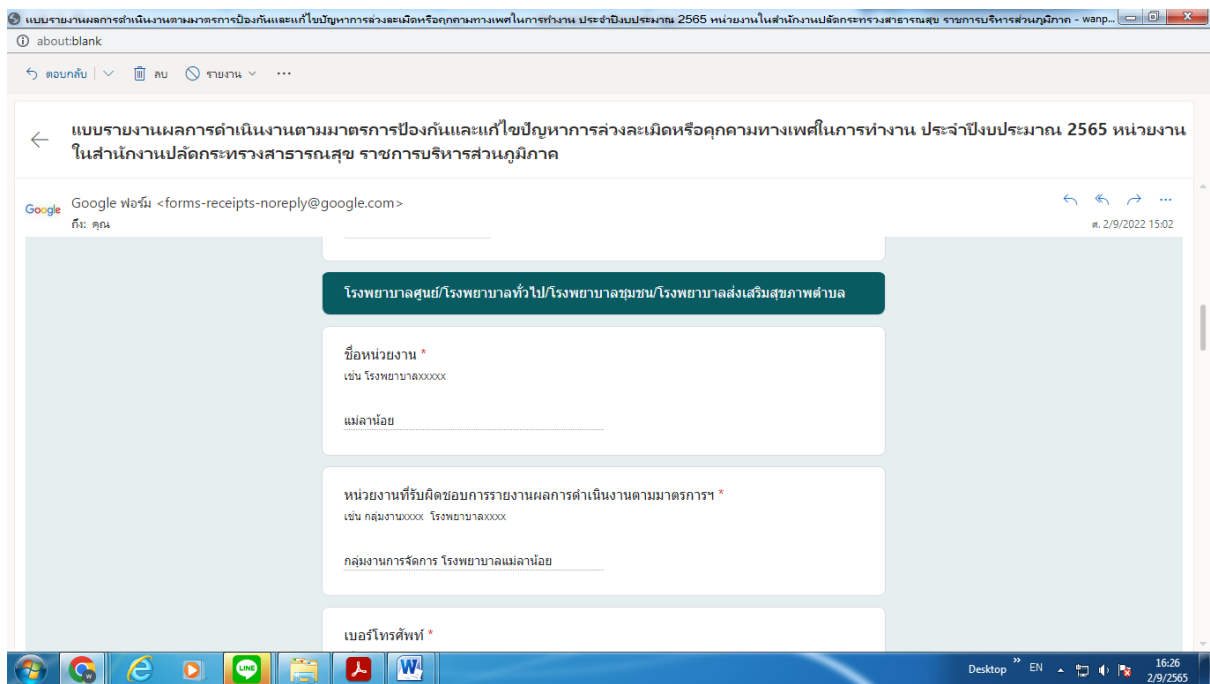 แบบรายงานผลการดำเนินงานตามมาตรการป้องกันและแก้ไขปัญหาการล่วงละเมิดหรือคุกคามทางเพศในการทำงาน ประจำปีงบประมาณ 2565 หน่วยงานในสำนักงานปลัดกระทรวงสาธารณสุข ราชการบริหารส่วนภูมิภาค - wanp...
about:blank
ตอบกลับ ลบ รายงาน ...
แบบรายงานผลการดำเนินงานตามมาตรการป้องกันและแก้ไขปัญหาการล่วงละเมิดหรือคุกคามทางเพศในการทำงาน ประจำปีงบประมาณ 2565 หน่วยงาน
ในสำนักงานปลัดกระทรวงสาธารณสุข ราชการบริหารส่วนภูมิภาค
Google Google ฟอร์ม <forms-receipts-noreply@google.com>
ถึง: คุณ
ศ. 2/9/2022 15:02
โรงพยาบาลศูนย์/โรงพยาบาลทั่วไป/โรงพยาบาลชุมชน/โรงพยาบาลส่งเสริมสุขภาพตำบล
ชื่อหน่วยงาน *
เช่น โรงพยาบาลxxxxx
แม่ลาน้อย
หน่วยงานที่รับผิดชอบการรายงานผลการดำเนินงานตามมาตรการฯ *
เช่น กลุ่มงานxxxx โรงพยาบาลxxxx
กลุ่มงานการจัดการ โรงพยาบาลแม่ลาน้อย
เบอร์โทรศัพท์ *
LINE
W
Desktop » EN
16:26
2/9/2565